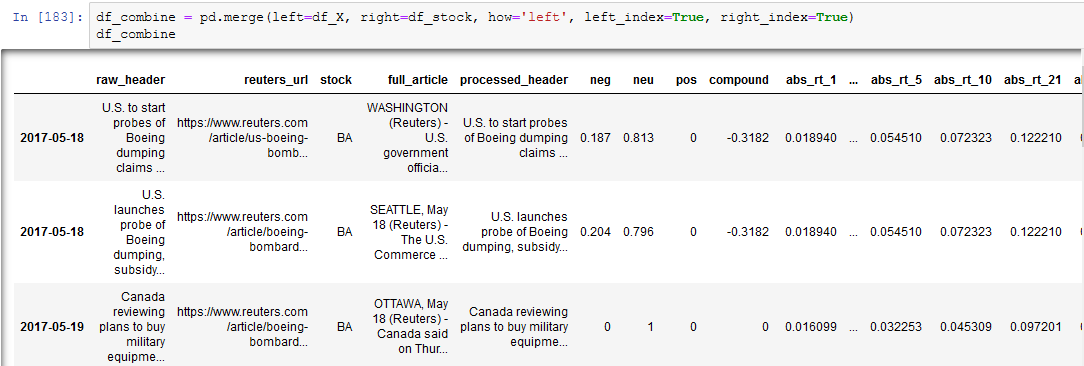 In [183]: df_combine = pd.merge(left=df_X, right=df_stock, how='left', left_index=True, right_index=True)
df_combine
raw_header reuters_url stock full_article processed_header neg neu pos compound abs_rt_1 ... abs_rt_5 abs_rt_10 abs_rt_21
U.S. to start
probes of
Boeing
dumping
claims ...
2017-05-18
https://www.reuters.com
/article/us-boeing-
bomb...
BA
WASHINGTON
(Reuters) -
U.S.
government
officia...
U.S. to start probes
of Boeing dumping
claims ...
0.187 0.813 0 -0.3182 0.018940 ... 0.054510 0.072323 0.122210
U.S.
launches
probe of
Boeing
dumping,
subsidy...
2017-05-18
https://www.reuters.com
/article/boeing-
bombard...
BA
SEATTLE, May
18 (Reuters) -
The U.S.
Commerce ...
U.S. launches
probe of Boeing
dumping, subsidy...
0.204 0.796 0 -0.3182 0.018940 ... 0.054510 0.072323 0.122210
Canada
reviewing
plans to buy
military
equipme...
2017-05-19
https://www.reuters.com
/article/boeing-
bombard...
BA
OTTAWA, May
18 (Reuters) -
Canada said
on Thur...
Canada reviewing
plans to buy military
equipme...
0 1 0 0 0.016099 ... 0.032253 0.045309 0.097201